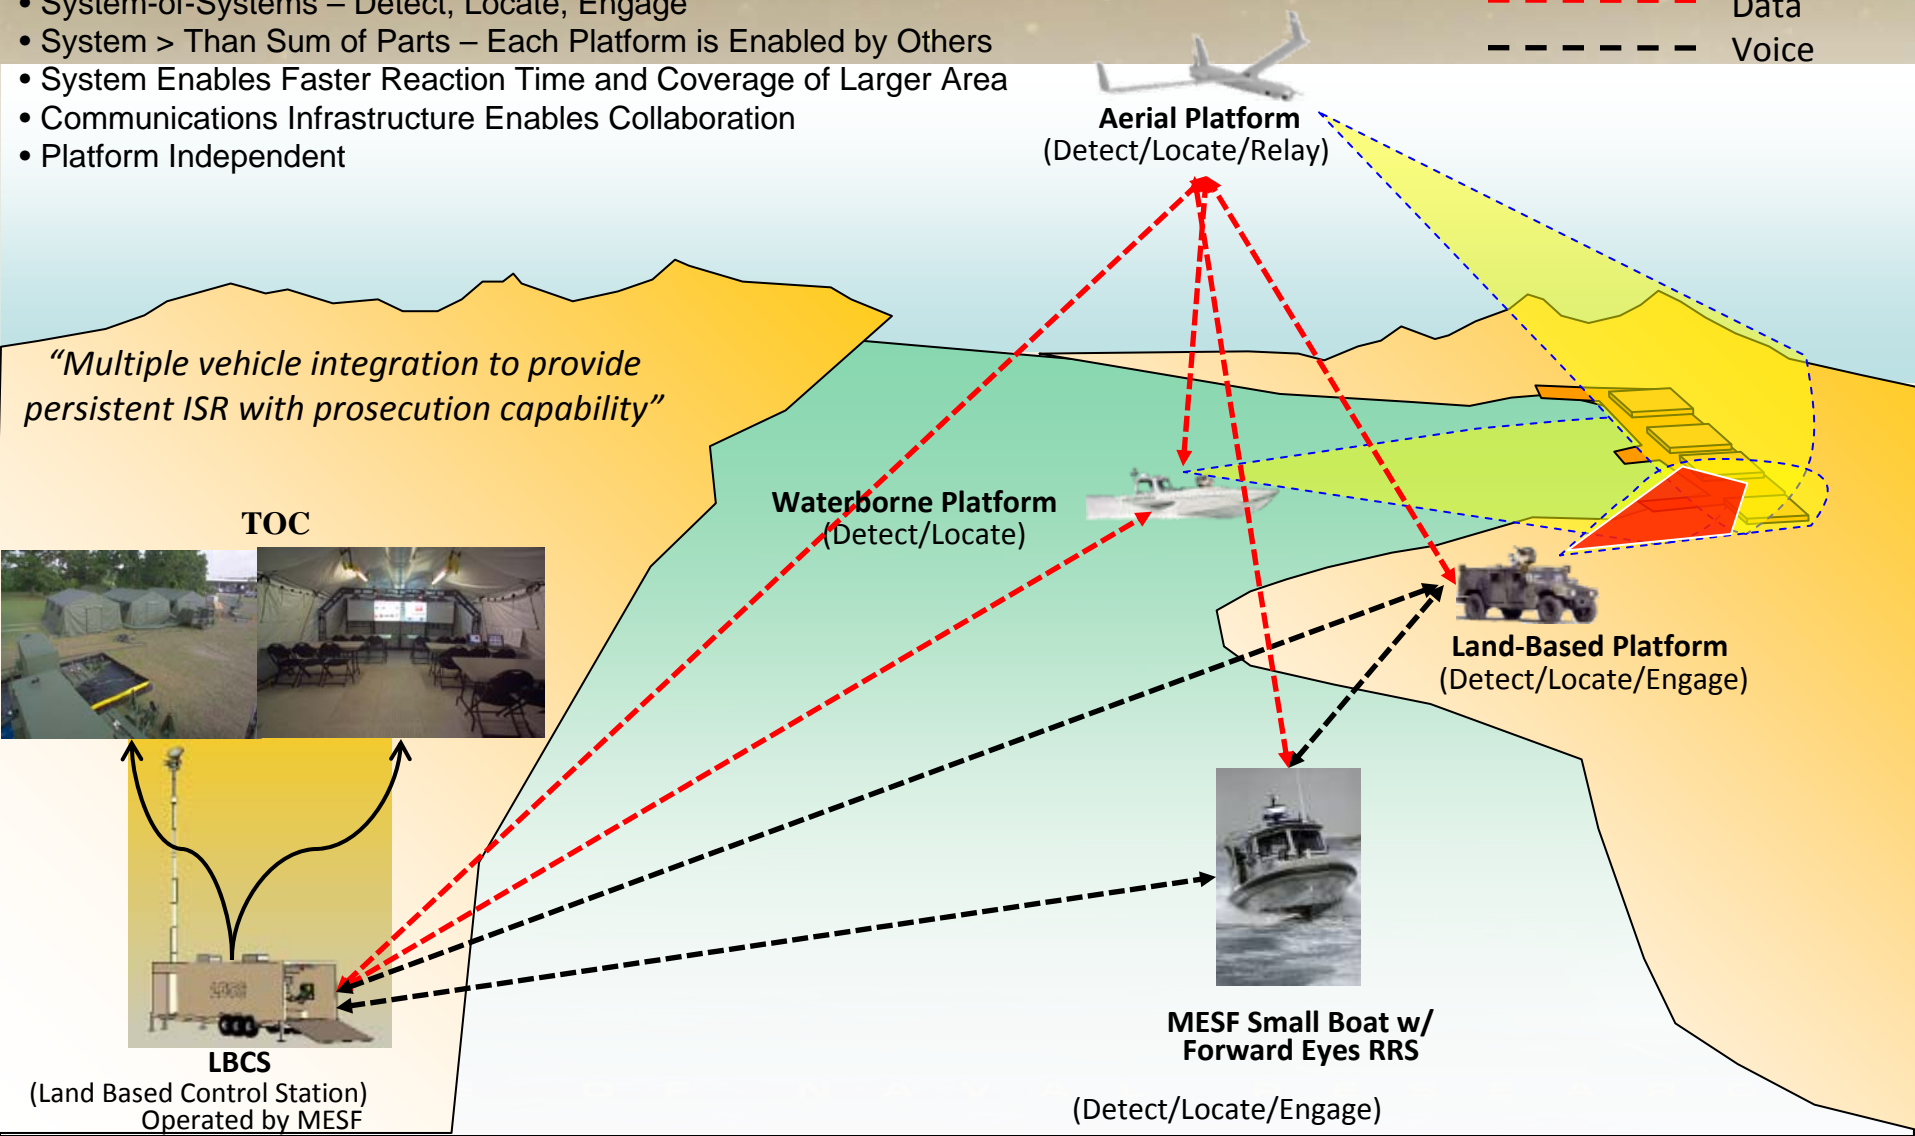 • System-of-Systems – Detect, Locate, Engage
• System > Than Sum of Parts – Each Platform is Enabled by Others
• System Enables Faster Reaction Time and Coverage of Larger Area
• Communications Infrastructure Enables Collaboration
• Platform Independent
Data
Voice
Aerial Platform
(Detect/Locate/Relay)
“Multiple vehicle integration to provide
persistent ISR with prosecution capability”
Waterborne Platform
(Detect/Locate)
TOC
Land-Based Platform
(Detect/Locate/Engage)
LBCS
LBCS
(Land Based Control Station)
Operated by MESF
MESF Small Boat w/
Forward Eyes RRS
(Detect/Locate/Engage)